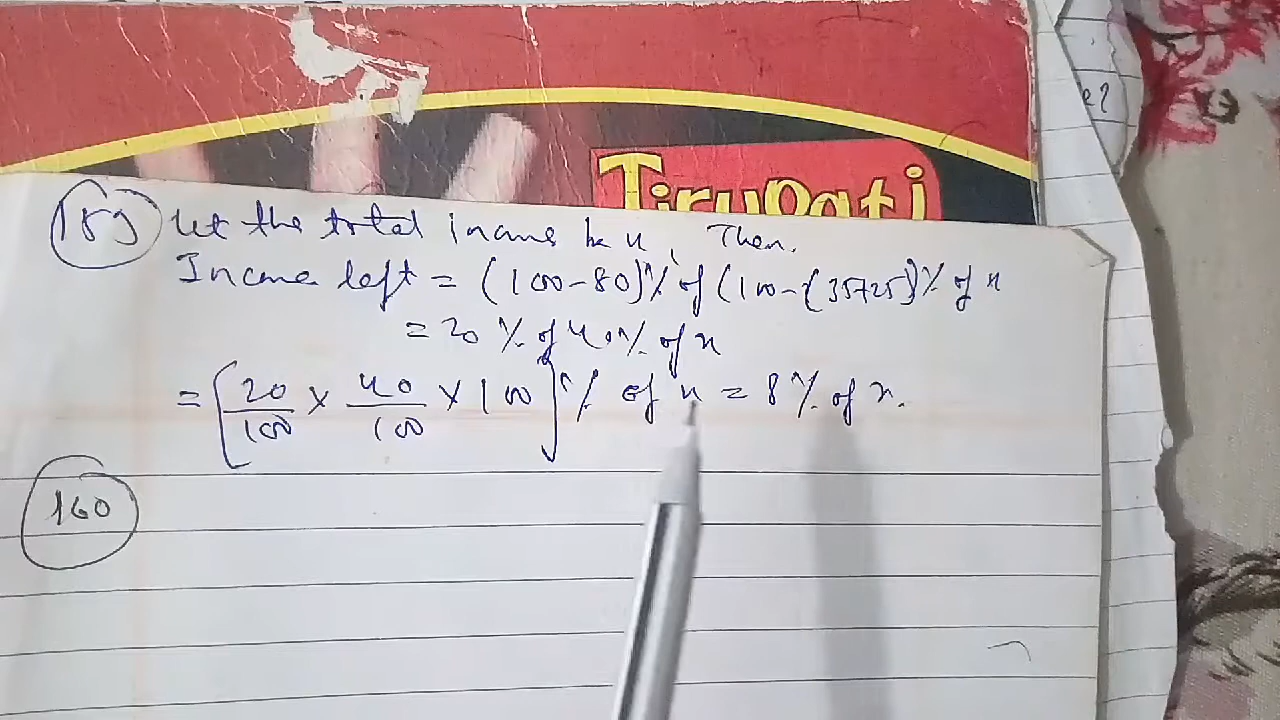 Tirupati
e?
159 Let the total income be x, Then.
Income left = (100-80)% of (100-(35+25))% of x
= 20 % of 40% of x
= [20/100 × 40/100 × 100] % of x = 8 % of x.
160